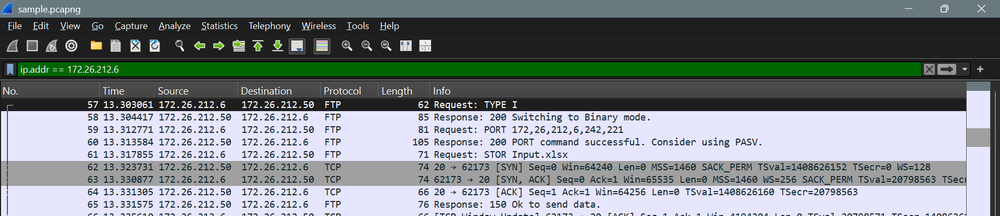 sample.pcapng
File Edit View Go Capture Analyze Statistics Telephony Wireless Tools Help
ip.addr == 172.26.212.6
No. Time Source Destination Protocol Length Info
57 13.303061 172.26.212.6 172.26.212.50 FTP 62 Request: TYPE I
58 13.304417 172.26.212.50 172.26.212.6 FTP 85 Response: 200 Switching to Binary mode.
59 13.312771 172.26.212.6 172.26.212.50 FTP 81 Request: PORT 172,26,212,6,242,221
60 13.313584 172.26.212.50 172.26.212.6 FTP 105 Response: 200 PORT command successful. Consider using PASV.
61 13.317855 172.26.212.6 172.26.212.50 FTP 71 Request: STOR Input.xlsx
62 13.323731 172.26.212.50 172.26.212.6 TCP 74 20 → 62173 [SYN] Seq=0 Win=64240 Len=0 MSS=1460 SACK_PERM TSval=1408626152 TSecr=0 WS=128
63 13.330877 172.26.212.6 172.26.212.50 TCP 74 62173 → 20 [SYN, ACK] Seq=0 Ack=1 Win=65535 Len=0 MSS=1460 WS=256 SACK_PERM TSval=20798563 TSecr
64 13.331305 172.26.212.50 172.26.212.6 TCP 66 20 → 62173 [ACK] Seq=1 Ack=1 Win=64256 Len=0 TSval=1408626160 TSecr=20798563
65 13.331575 172.26.212.50 172.26.212.6 FTP 76 Response: 150 Ok to send data.